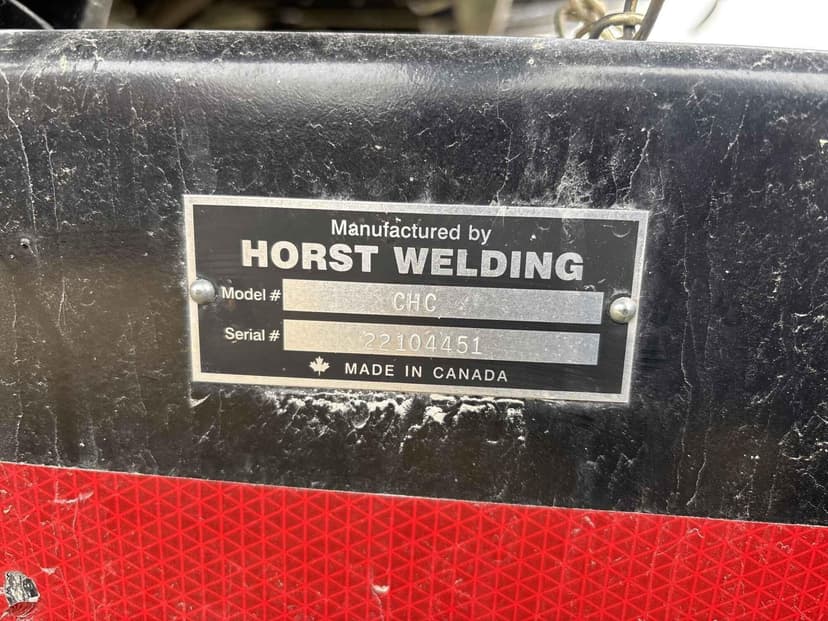 Manufactured by
HORST WELDING
Model # CHC
Serial # 22104451
MADE IN CANADA